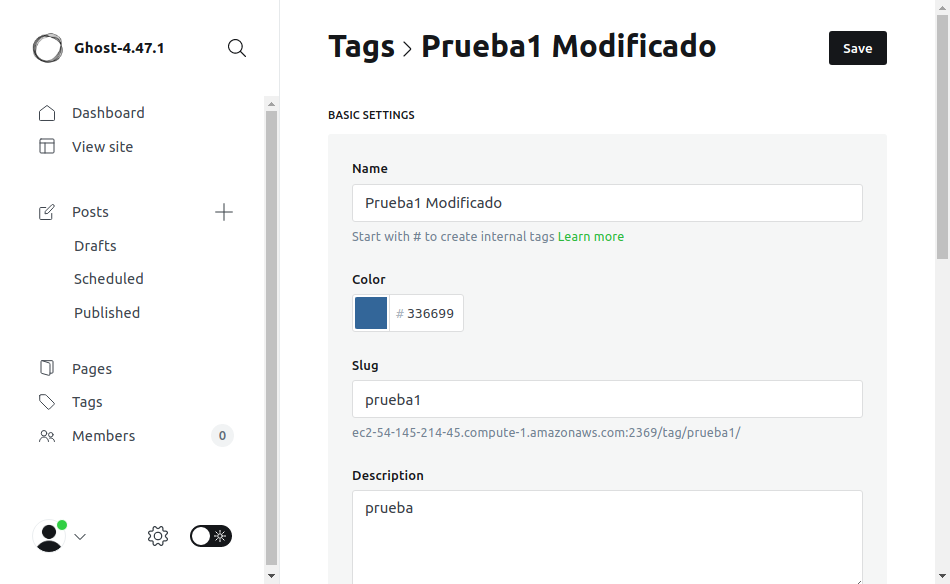 Ghost-4.47.1
Dashboard
View site
Posts
Drafts
Scheduled
Published
Pages
Tags
Members 0
Tags > Prueba1 Modificado
Save
BASIC SETTINGS
Name
Prueba1 Modificado
Start with # to create internal tags Learn more
Color
# 336699
Slug
prueba1
ec2-54-145-214-45.compute-1.amazonaws.com:2369/tag/prueba1/
Description
prueba